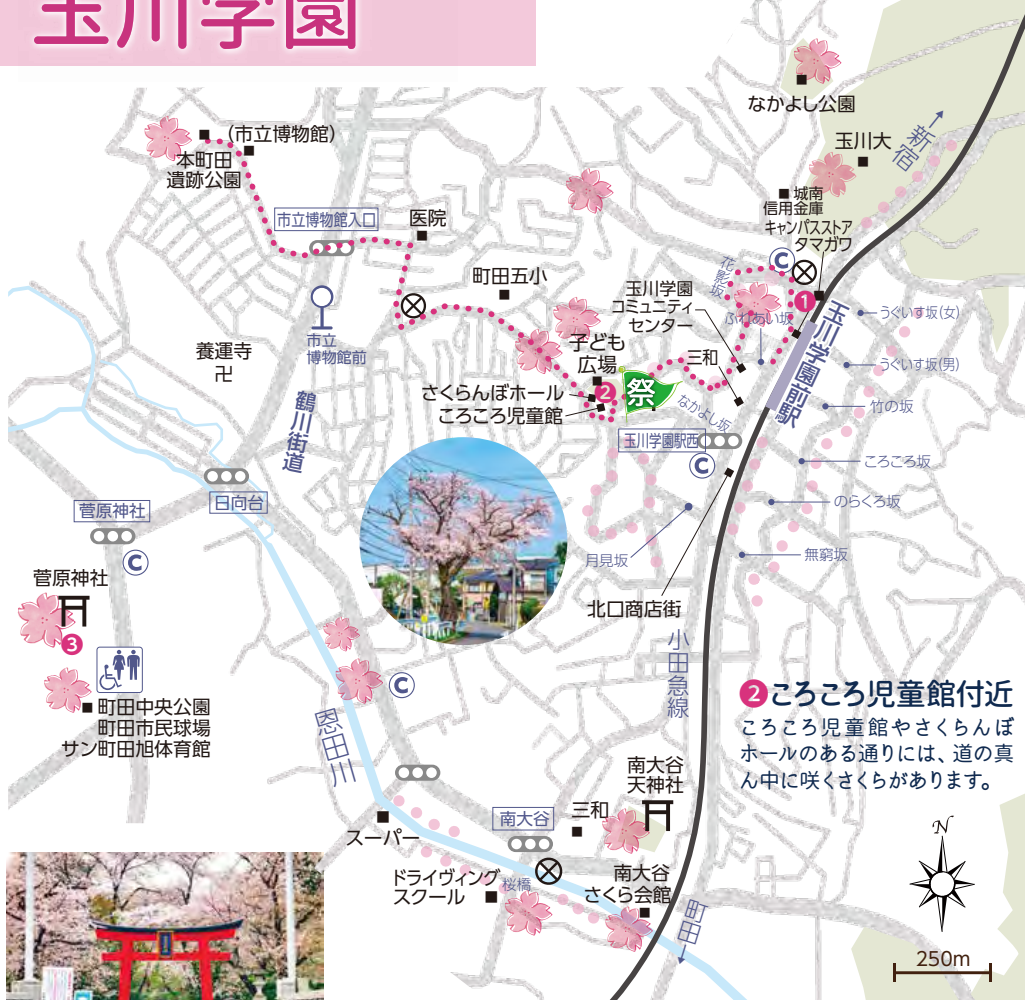 玉川学園
なかよし公園
玉川大
新宿
(市立博物館)
本町田
遺跡公園
城南
信用金庫
キャンパスストア
タマガワ
市立博物館入口
医院
C
花影坂
町田五小
玉川学園
コミュニティ
センター
1
ふれあい坂
うぐいす坂(女)
玉川学園前駅
市立
博物館前
養運寺
卍
子ども
広場
三和
うぐいす坂(男)
さくらんぼホール
2
祭
ころころ児童館
なかよし坂
竹の坂
鶴川街道
玉川学園駅西
C
ころころ坂
日向台
菅原神社
のらくろ坂
C
月見坂
無窮坂
菅原神社
北口商店街
3
小田急線
C
町田中央公園
町田市民球場
サン町田旭体育館
恩田川
2ころころ児童館付近
ころころ児童館やさくらんぼ
ホールのある通りには、道の真
ん中に咲くさくらがあります。
南大谷
天神社
南大谷
三和
スーパー
ドライヴィング
スクール
桜橋
南大谷
さくら会館
町田
N
250m